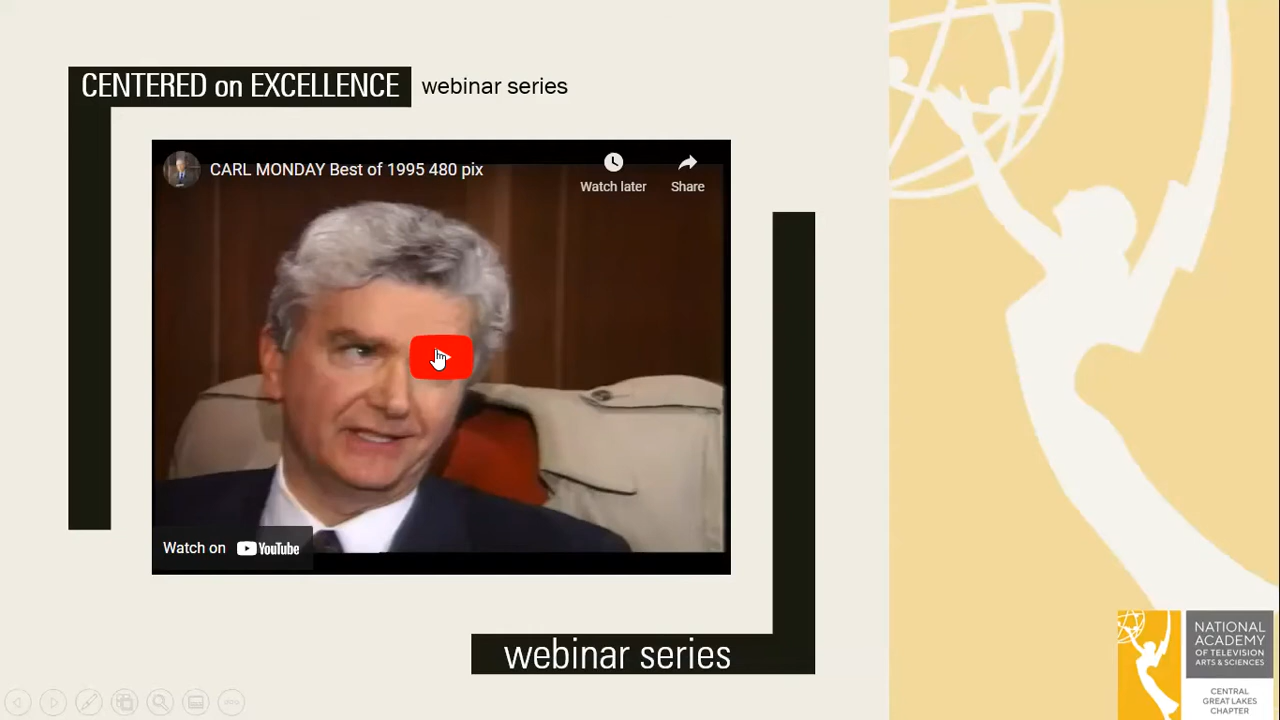 CENTERED on EXCELLENCE webinar series
CARL MONDAY Best of 1995 480 pix
Watch later
Share
Watch on YouTube
webinar series
NATIONAL
ACADEMY
OF TELEVISION
ARTS & SCIENCES
CENTRAL
GREAT LAKES
CHAPTER